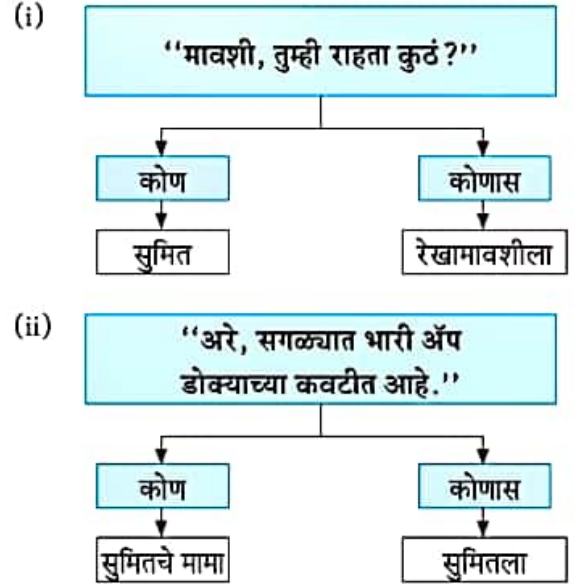 (i)
“मावशी, तुम्ही राहता कुठं?”
कोण
कोणास
सुमित
रेखामावशीला
(ii)
“अरे, सगळ्यात भारी ॲप
डोक्याच्या कवटीत आहे.”
कोण
कोणास
सुमितचे मामा
सुमितला